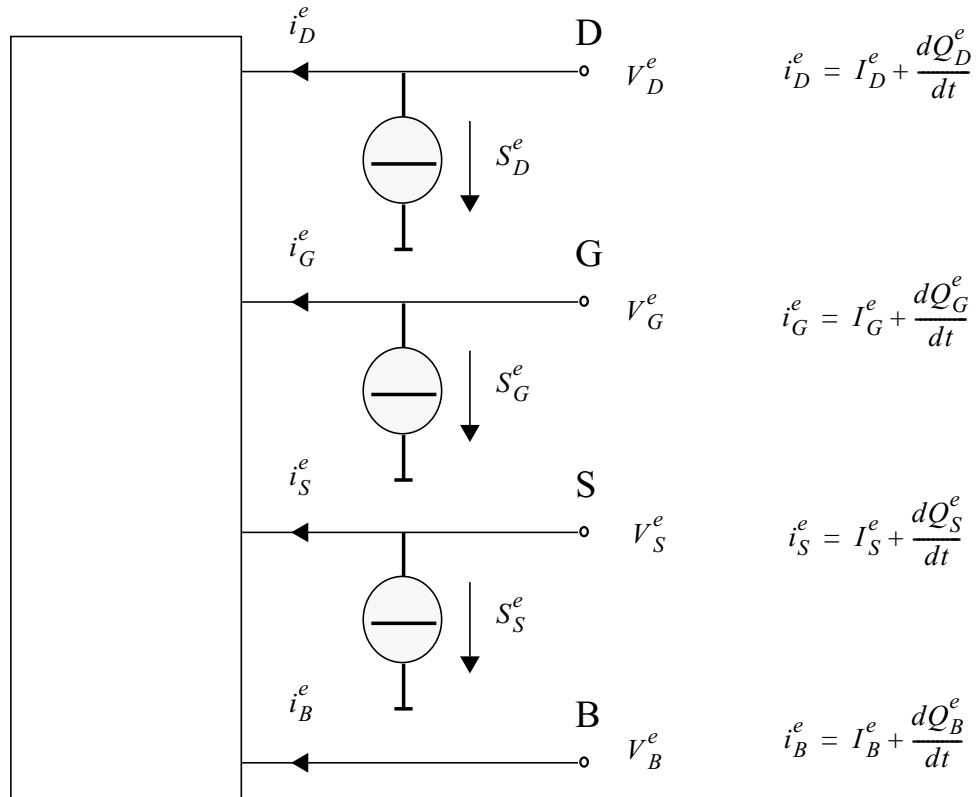 i_D^e
D
V_D^e
i_D^e = I_D^e + dQ_D^e/dt
S_D^e
i_G^e
G
V_G^e
i_G^e = I_G^e + dQ_G^e/dt
S_G^e
i_S^e
S
V_S^e
i_S^e = I_S^e + dQ_S^e/dt
S_S^e
i_B^e
B
V_B^e
i_B^e = I_B^e + dQ_B^e/dt